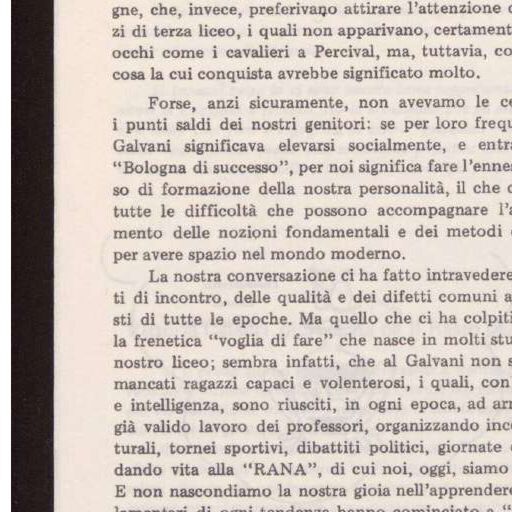 gne, che, invece, preferivano attirare l'attenzione
zi di terza liceo, i quali non apparivano, certament
occhi come i cavalieri a Percival, ma, tuttavia, co
cosa la cui conquista avrebbe significato molto.
Forse, anzi sicuramente, non avevamo le ce
i punti saldi dei nostri genitori: se per loro frequ
Galvani significava elevarsi socialmente, e entra
“Bologna di successo”, per noi significa fare l'ennes
so di formazione della nostra personalità, il che c
tutte le difficoltà che possono accompagnare l'a
mento delle nozioni fondamentali e dei metodi
per avere spazio nel mondo moderno.
La nostra conversazione ci ha fatto intravedere
ti di incontro, delle qualità e dei difetti comuni a
sti di tutte le epoche. Ma quello che ci ha colpiti
la frenetica “voglia di fare” che nasce in molti stu
nostro liceo; sembra infatti, che al Galvani non s
mancati ragazzi capaci e volenterosi, i quali, con
e intelligenza, sono riusciti, in ogni epoca, ad arr
già valido lavoro dei professori, organizzando inco
turali, tornei sportivi, dibattiti politici, giornate
dando vita alla “RANA”, di cui noi, oggi, siamo
E non nascondiamo la nostra gioia nell'apprendere
lamentari di ogni tendenza hanno cominciato a “